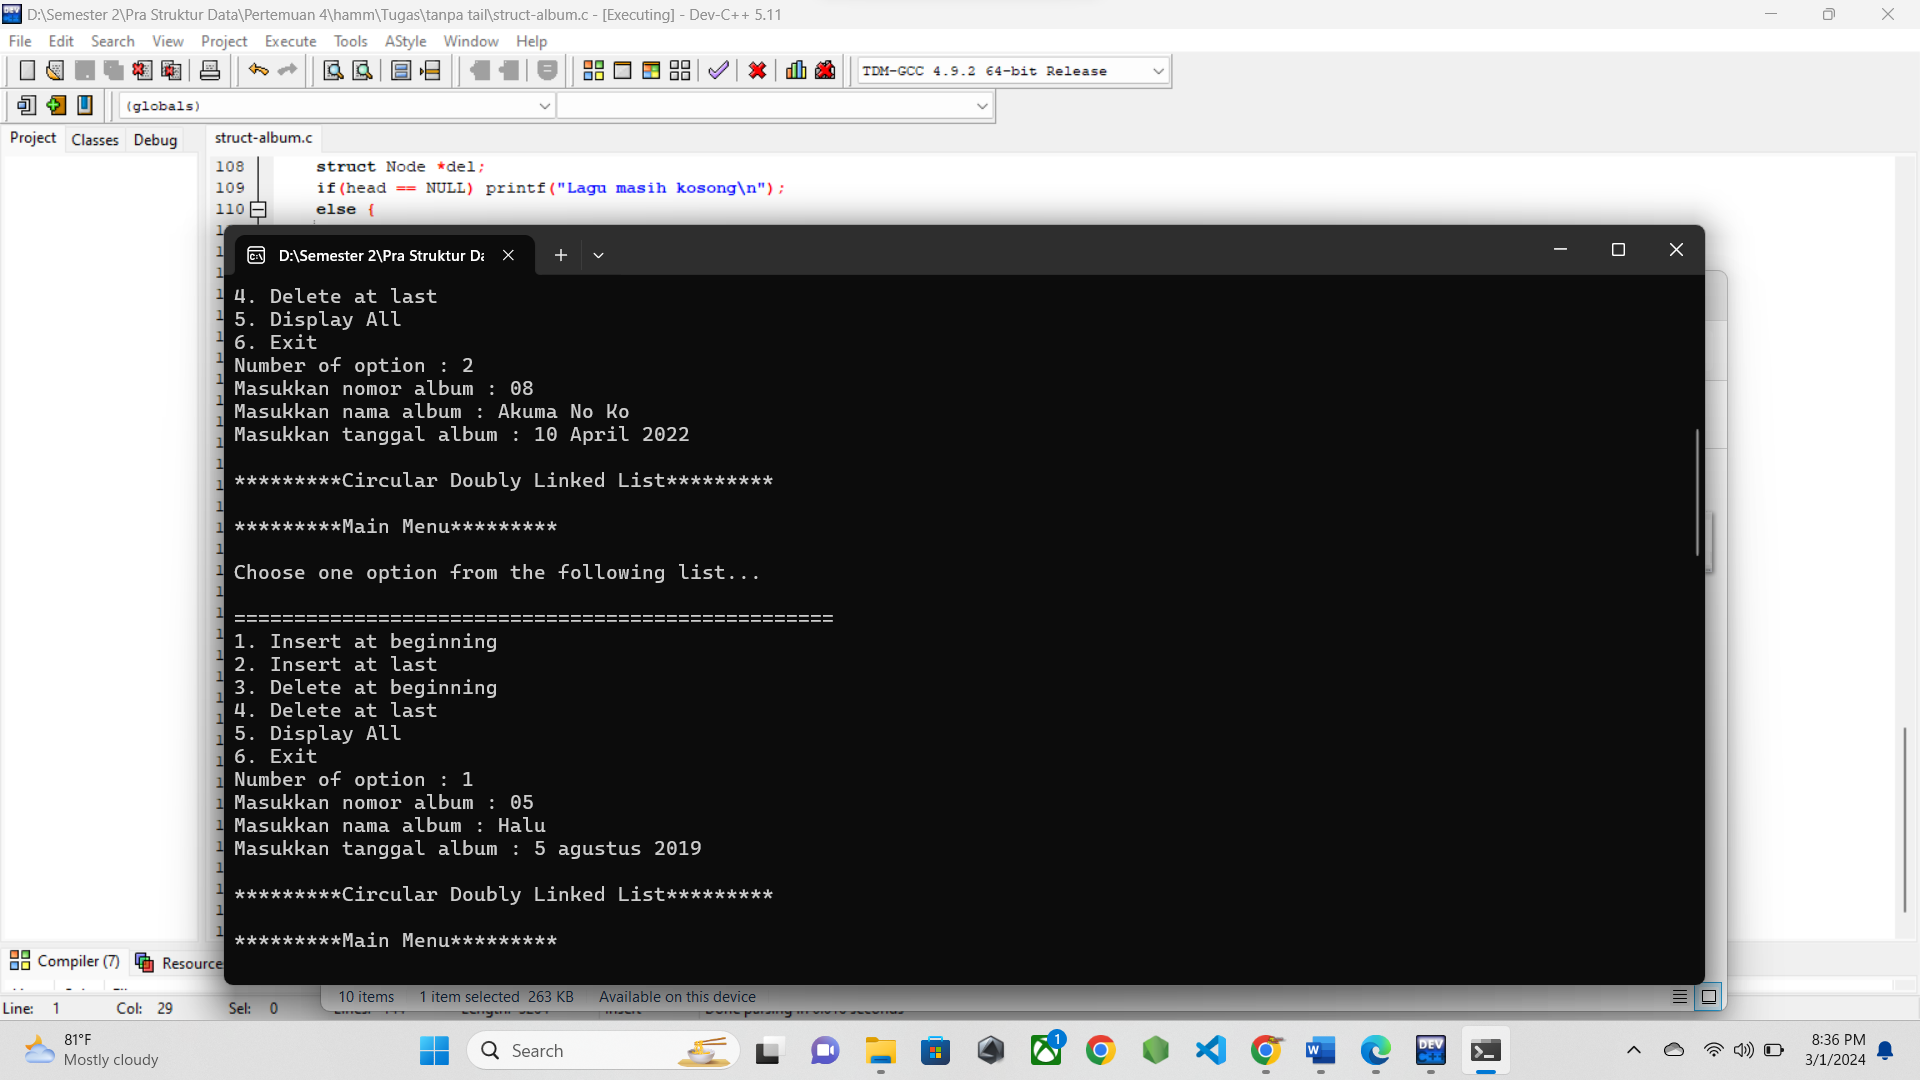 D:\Semester 2\Pra Struktur Data\Pertemuan 4\hamm\Tugas\tanpa tail\struct-album.c - [Executing] - Dev-C++ 5.11
File Edit Search View Project Execute Tools AStyle Window Help
TDM-GCC 4.9.2 64-bit Release
(globals)
Project Classes Debug
struct-album.c
108 struct Node *del;
109 if(head == NULL) printf("Lagu masih kosong\n");
110 else {
D:\Semester 2\Pra Struktur Da
4. Delete at last
5. Display All
6. Exit
Number of option : 2
Masukkan nomor album : 08
Masukkan nama album : Akuma No Ko
Masukkan tanggal album : 10 April 2022
*********Circular Doubly Linked List*********
*********Main Menu*********
Choose one option from the following list...
==================================================
1. Insert at beginning
2. Insert at last
3. Delete at beginning
4. Delete at last
5. Display All
6. Exit
Number of option : 1
Masukkan nomor album : 05
Masukkan nama album : Halu
Masukkan tanggal album : 5 agustus 2019
*********Circular Doubly Linked List*********
*********Main Menu*********
Compiler (7) Resource
10 items 1 item selected 263 KB Available on this device
Line: 1 Col: 29 Sel: 0
81°F
Mostly cloudy
Search
1
DEV
8:36 PM
3/1/2024